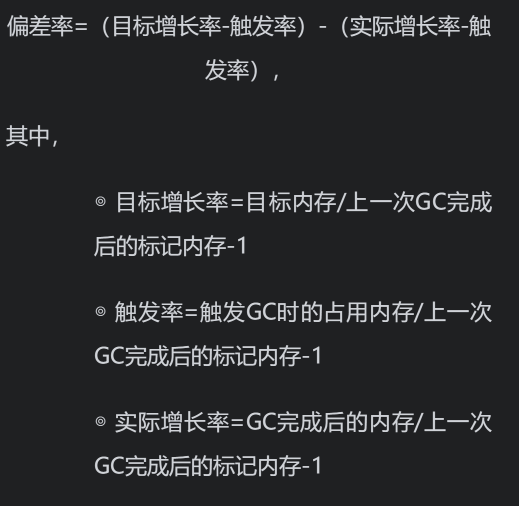 偏差率=（目标增长率-触发率）-（实际增长率-触
发率），
其中，
◎ 目标增长率=目标内存/上一次GC完成
后的标记内存-1
◎ 触发率=触发GC时的占用内存/上一次
GC完成后的标记内存-1
◎ 实际增长率=GC完成后的内存/上一次
GC完成后的标记内存-1